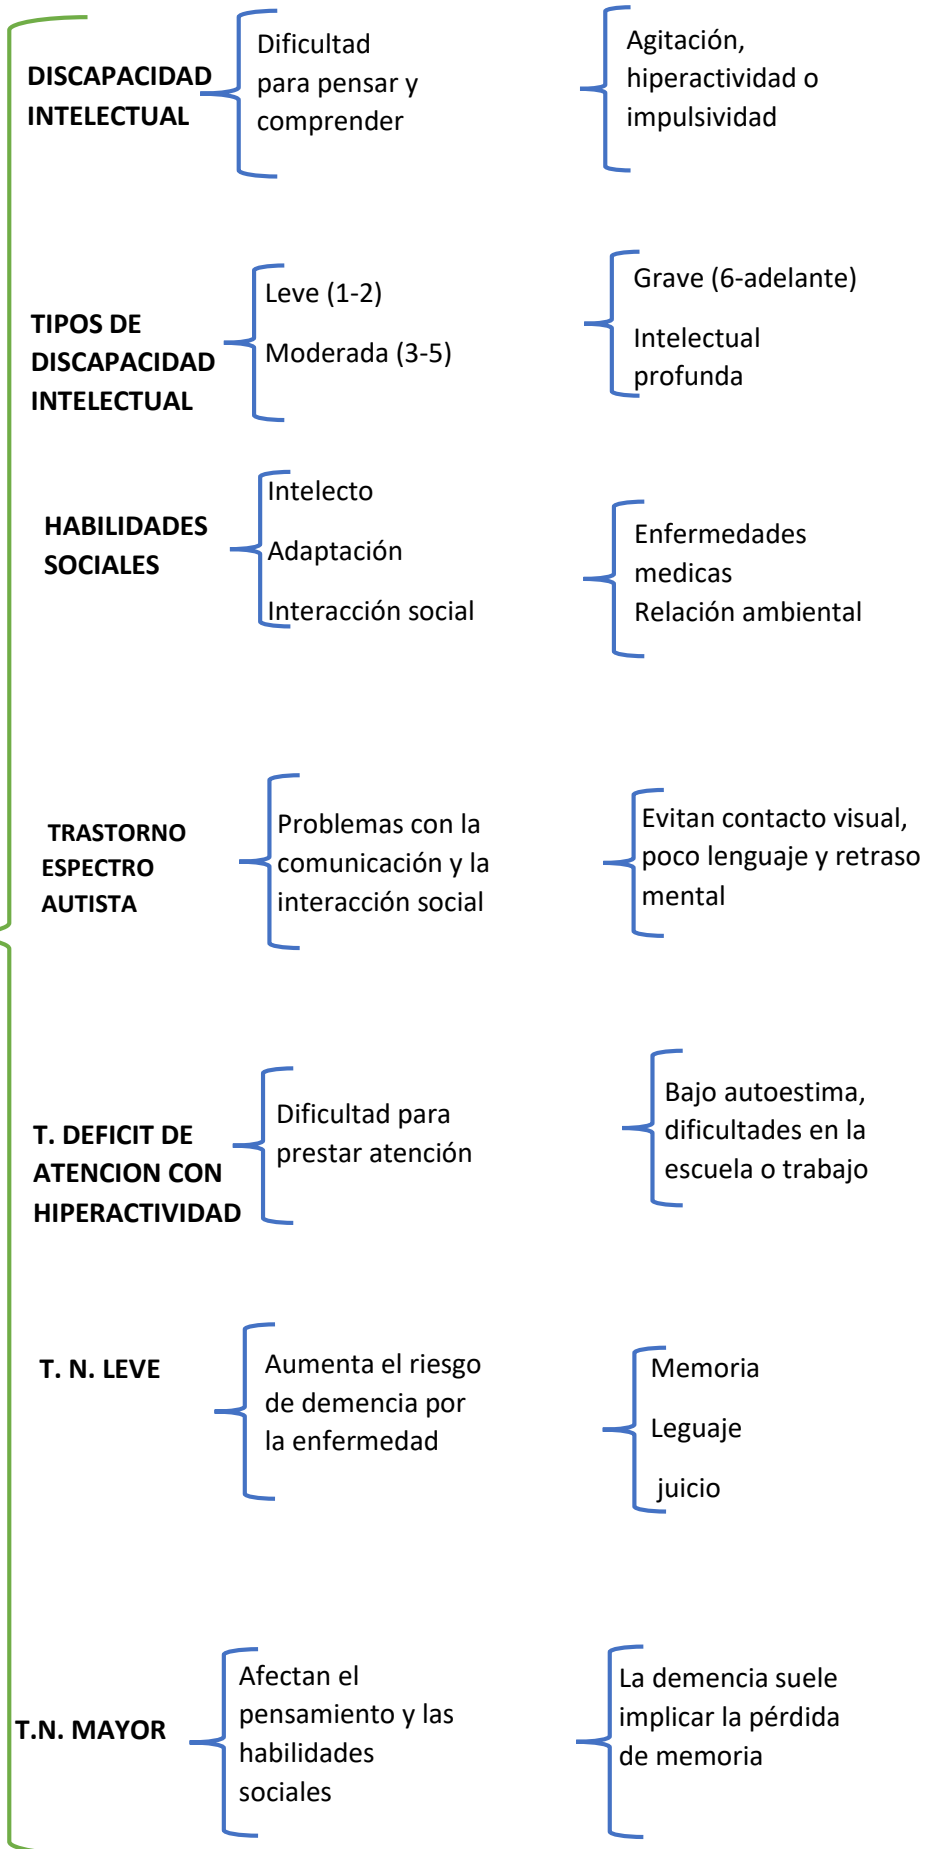 DISCAPACIDAD
INTELECTUAL
Dificultad
para pensar y
comprender
Agitación,
hiperactividad o
impulsividad
TIPOS DE
DISCAPACIDAD
INTELECTUAL
Leve (1-2)
Moderada (3-5)
Grave (6-adelante)
Intelectual
profunda
HABILIDADES
SOCIALES
Intelecto
Adaptación
Interacción social
Enfermedades
medicas
Relación ambiental
TRASTORNO
ESPECTRO
AUTISTA
Problemas con la
comunicación y la
interacción social
Evitan contacto visual,
poco lenguaje y retraso
mental
T. DEFICIT DE
ATENCION CON
HIPERACTIVIDAD
Dificultad para
prestar atención
Bajo autoestima,
dificultades en la
escuela o trabajo
T. N. LEVE
Aumenta el riesgo
de demencia por
la enfermedad
Memoria
Leguaje
juicio
T.N. MAYOR
Afectan el
pensamiento y las
habilidades
sociales
La demencia suele
implicar la pérdida
de memoria